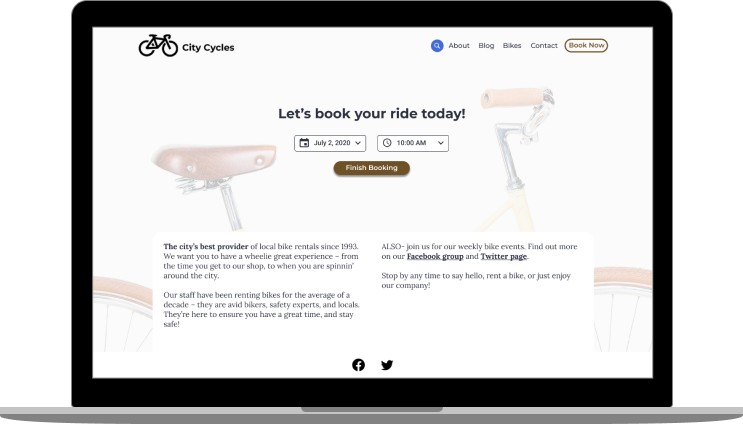 City Cycles
About Blog Bikes Contact Book Now
Let's book your ride today!
July 2, 2020 10:00 AM
Finish Booking
The city's best provider of local bike rentals since 1993.
We want you to have a wheelie great experience – from
the time you get to our shop, to when you are spinnin'
around the city.
Our staff have been renting bikes for the average of a
decade – they are avid bikers, safety experts, and locals.
They're here to ensure you have a great time, and stay
safe!
ALSO- join us for our weekly bike events. Find out more
on our Facebook group and Twitter page.
Stop by any time to say hello, rent a bike, or just enjoy
our company!